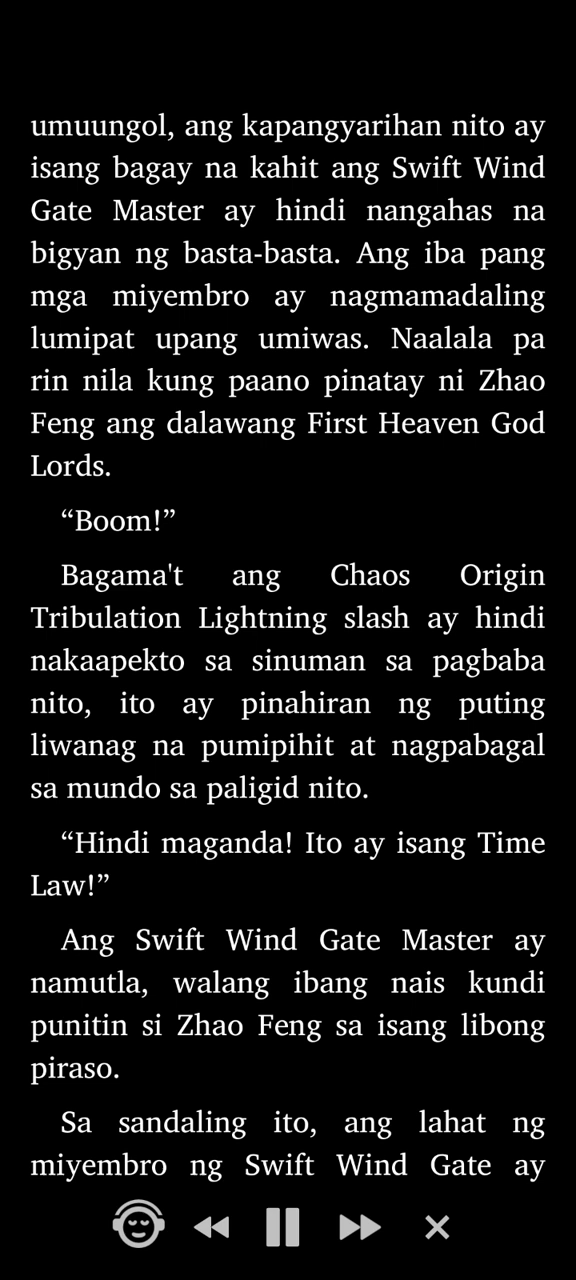 umuungol, ang kapangyarihan nito ay
isang bagay na kahit ang Swift Wind
Gate Master ay hindi nangahas na
bigyan ng basta-basta. Ang iba pang
mga miyembro ay nagmamadaling
lumipat upang umiwas. Naalala pa
rin nila kung paano pinatay ni Zhao
Feng ang dalawang First Heaven God
Lords.
“Boom!”
Bagama't ang Chaos Origin
Tribulation Lightning slash ay hindi
nakaapekto sa sinuman sa pagbaba
nito, ito ay pinahiran ng puting
liwanag na pumipihit at nagpabagal
sa mundo sa paligid nito.
“Hindi maganda! Ito ay isang Time
Law!”
Ang Swift Wind Gate Master ay
namutla, walang ibang nais kundi
punitin si Zhao Feng sa isang libong
piraso.
Sa sandaling ito, ang lahat ng
miyembro ng Swift Wind Gate ay